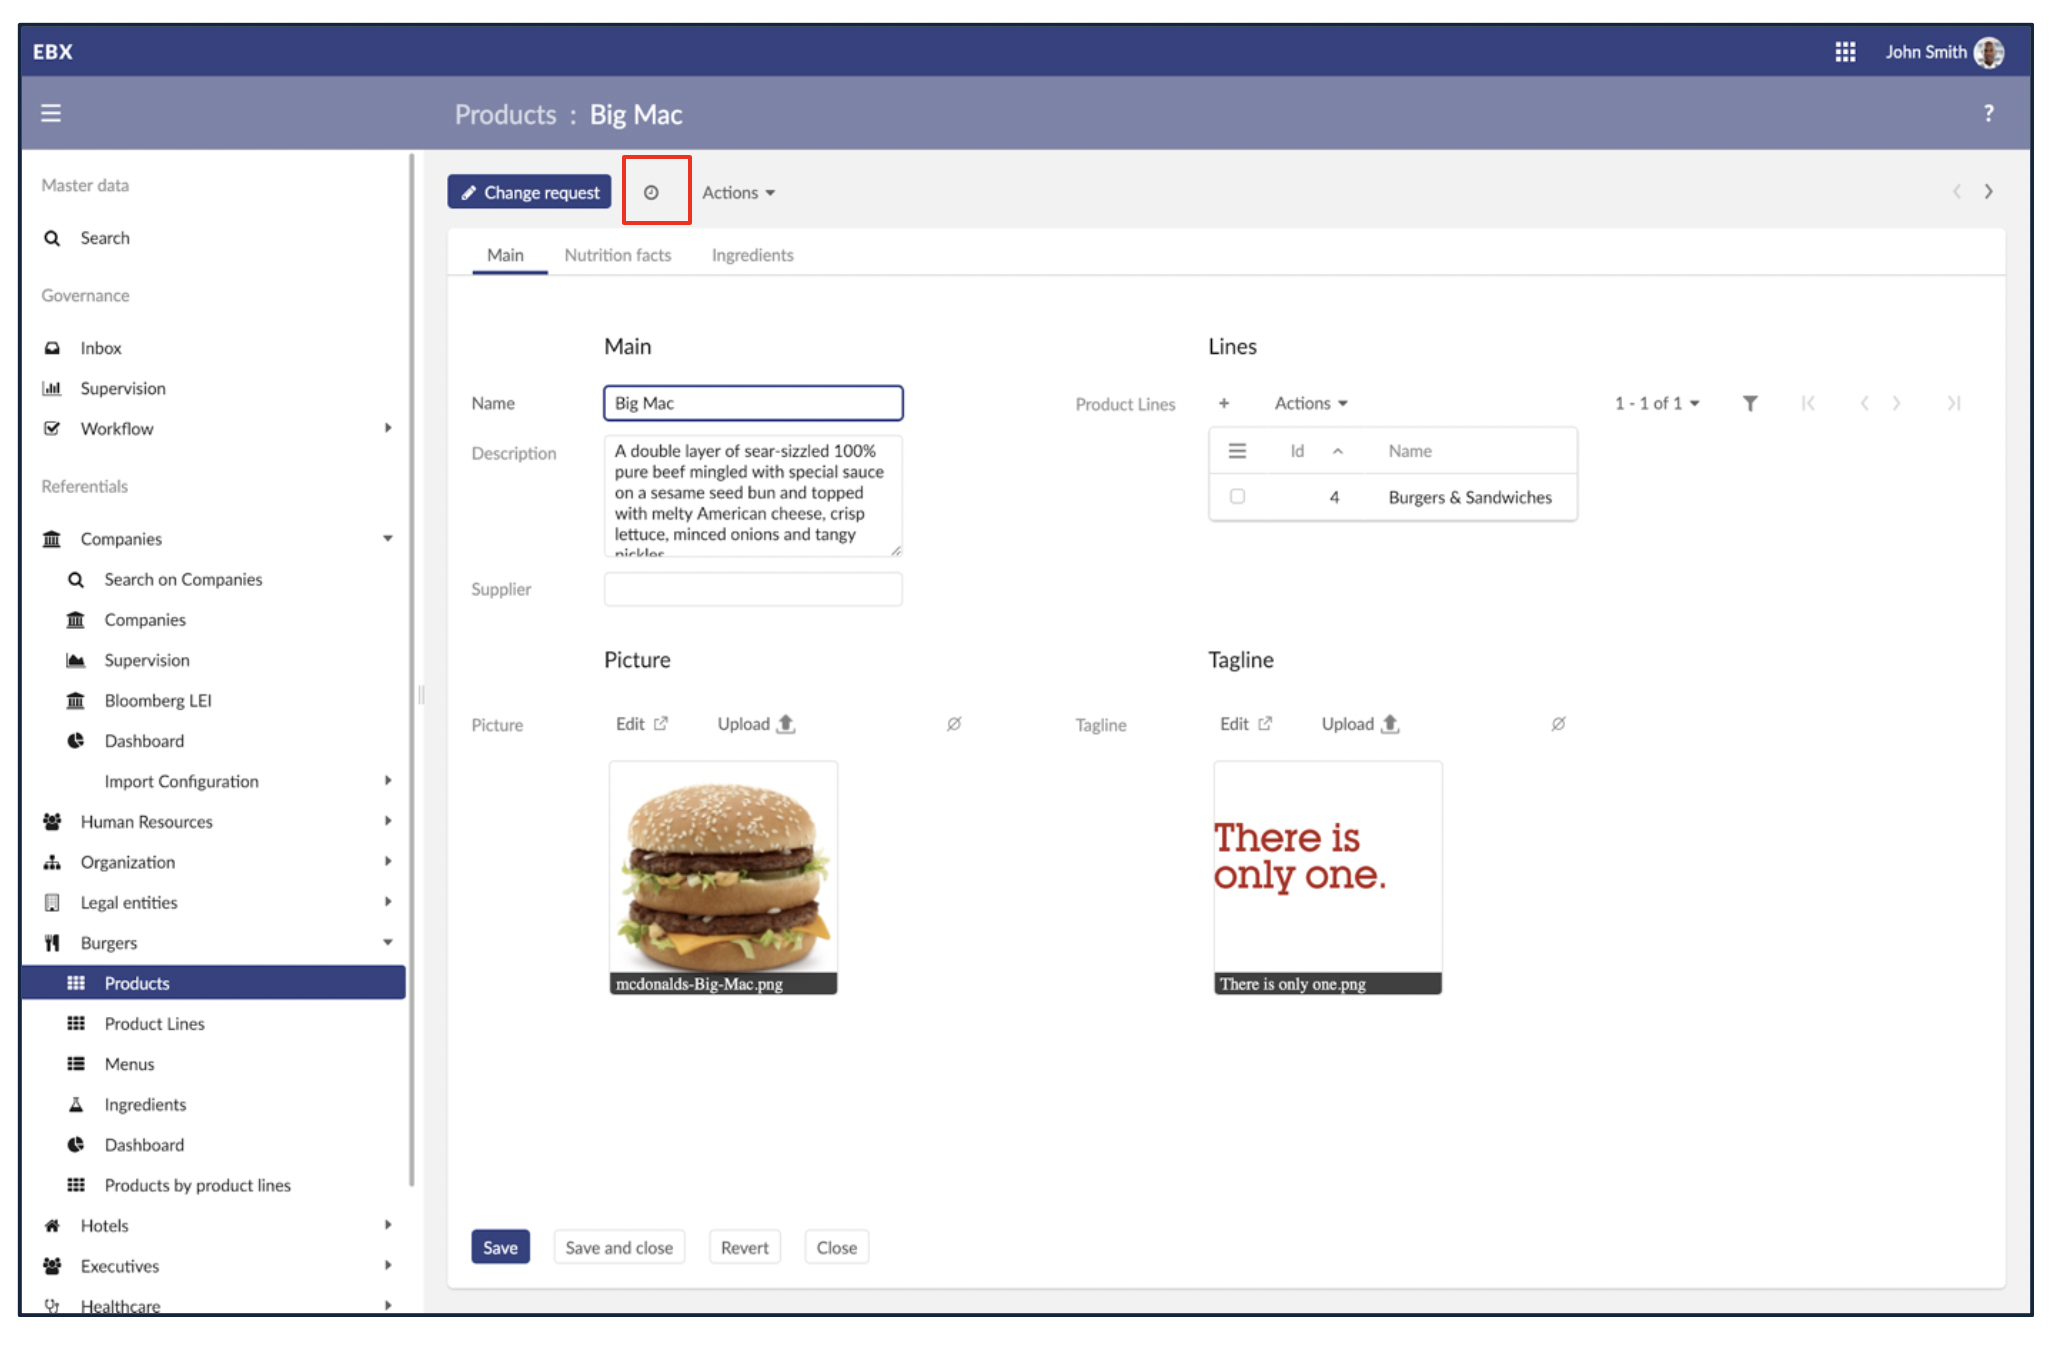 EBX
John Smith
Products : Big Mac
?
Master data
Search
Governance
Inbox
Supervision
Workflow
Referentials
Companies
Search on Companies
Companies
Supervision
Bloomberg LEI
Dashboard
Import Configuration
Human Resources
Organization
Legal entities
Burgers
Products
Product Lines
Menus
Ingredients
Dashboard
Products by product lines
Hotels
Executives
Healthcare
Change request
Actions
Main
Nutrition facts
Ingredients
Main
Name
Big Mac
Description
A double layer of sear-sizzled 100%
pure beef mingled with special sauce
on a sesame seed bun and topped
with melty American cheese, crisp
lettuce, minced onions and tangy
pickles
Supplier
Lines
Product Lines
+ Actions
1 - 1 of 1
Id Name
4 Burgers & Sandwiches
Picture
Picture
Edit Upload
mcdonalds-Big-Mac.png
Tagline
Tagline
Edit Upload
There is
only one.
There is only one.png
Save
Save and close
Revert
Close